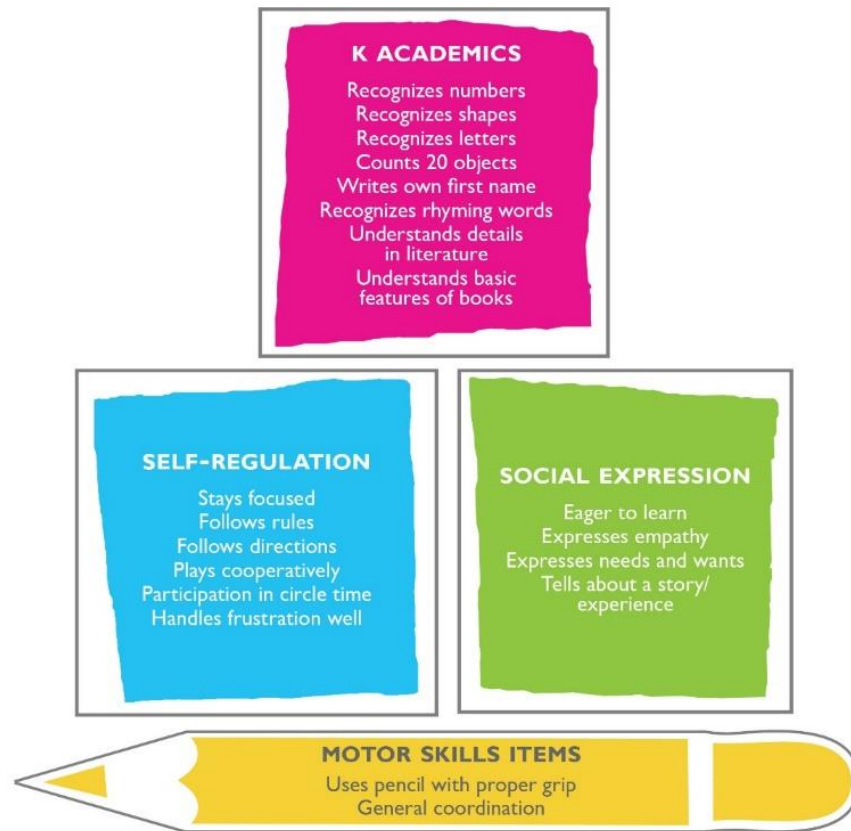 K ACADEMICS
Recognizes numbers
Recognizes shapes
Recognizes letters
Counts 20 objects
Writes own first name
Recognizes rhyming words
Understands details
in literature
Understands basic
features of books
SELF-REGULATION
Stays focused
Follows rules
Follows directions
Plays cooperatively
Participation in circle time
Handles frustration well
SOCIAL EXPRESSION
Eager to learn
Expresses empathy
Expresses needs and wants
Tells about a story/
experience
MOTOR SKILLS ITEMS
Uses pencil with proper grip
General coordination